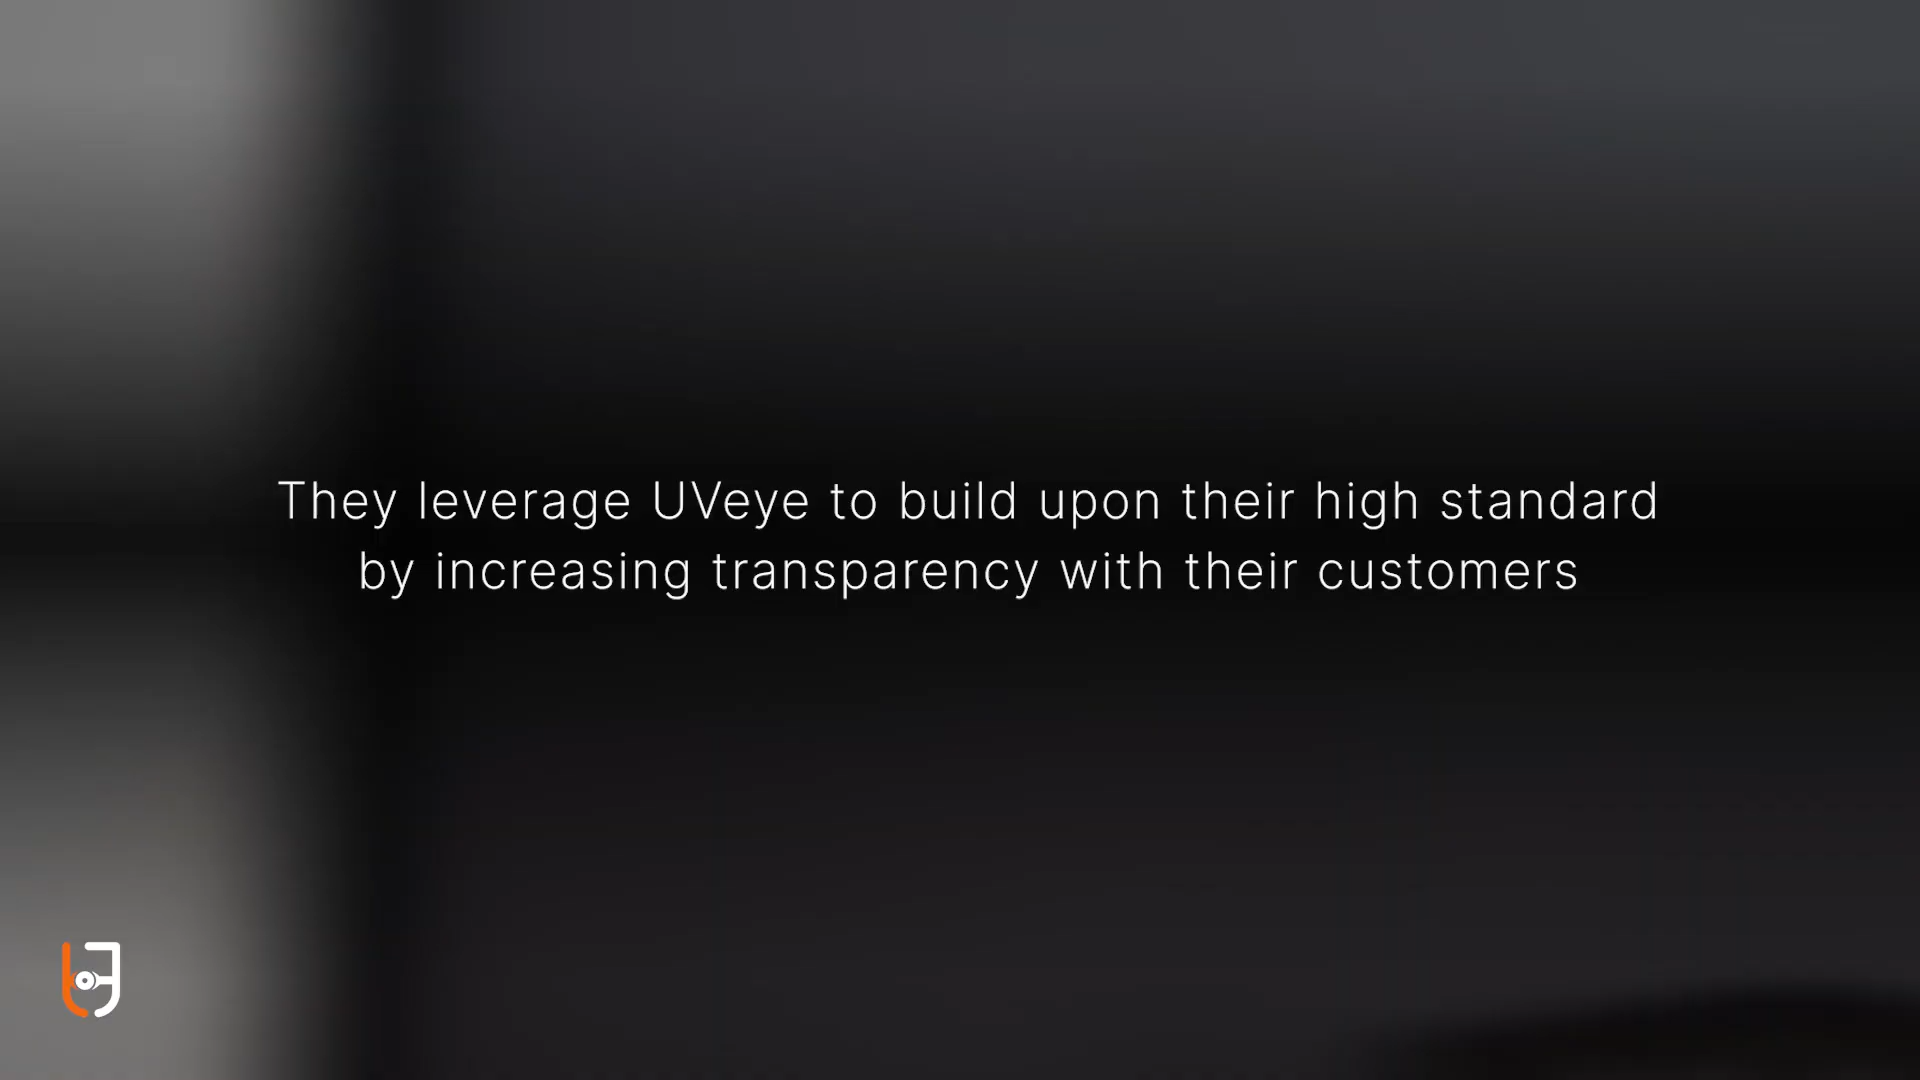 They leverage UVeye to build upon their high standard
by increasing transparency with their customers